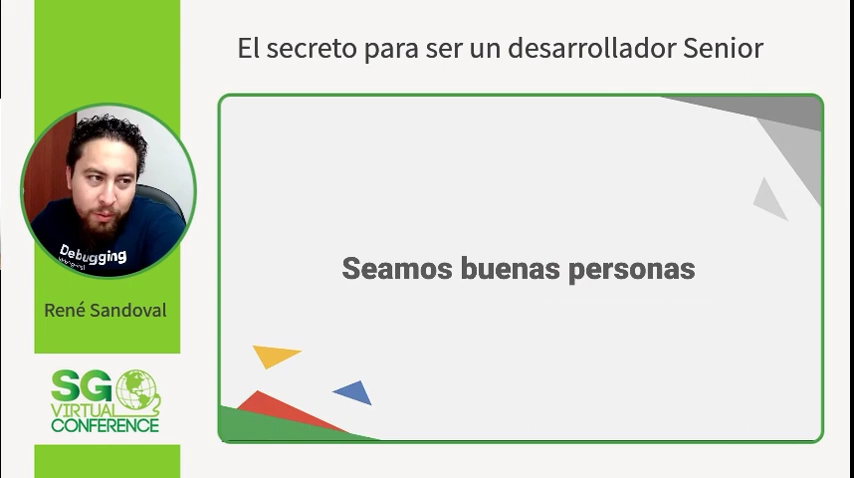 El secreto para ser un desarrollador Senior
Debugging
René Sandoval
Seamos buenas personas
SG
VIRTUAL
CONFERENCE